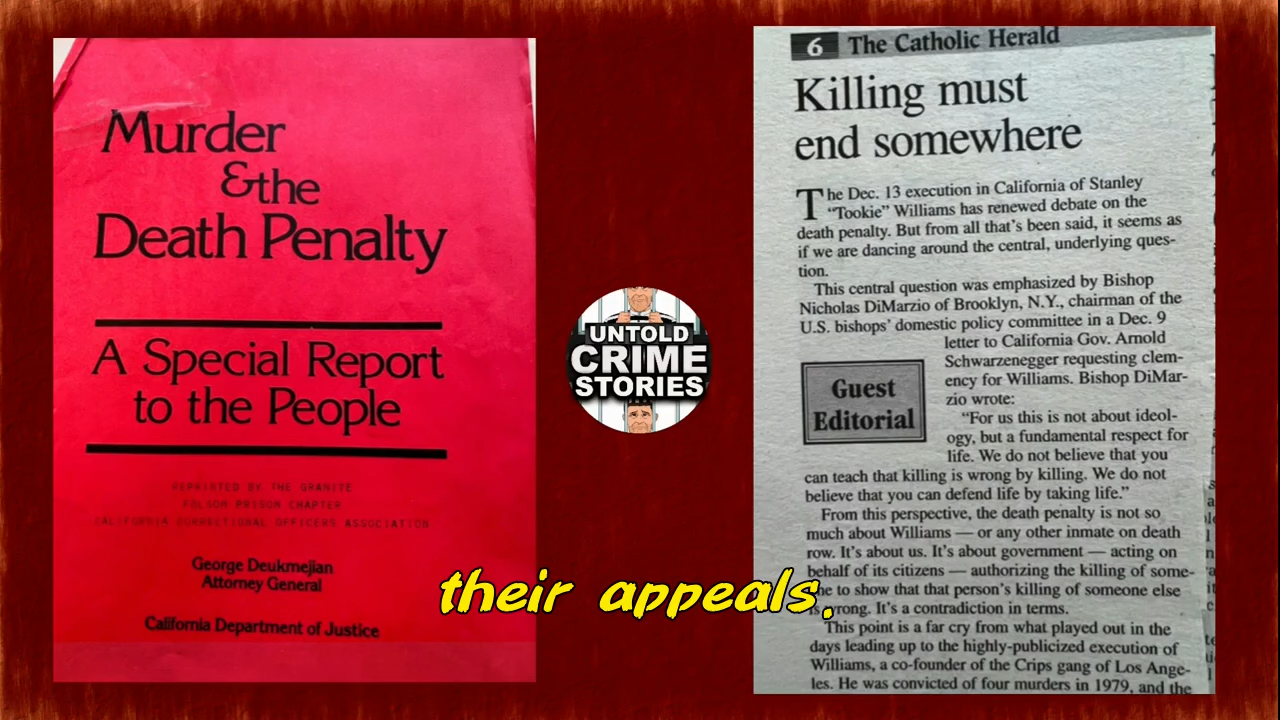 Murder
& the
Death Penalty
A Special Report
to the People
REPRINTED BY THE GRANITE
FOLSOM PRISON CHAPTER
CALIFORNIA CORRECTIONAL OFFICERS ASSOCIATION
George Deukmejian
Attorney General
California Department of Justice
UNTOLD
CRIME
STORIES
their appeals.
6 The Catholic Herald
Killing must
end somewhere
The Dec. 13 execution in California of Stanley
“Tookie” Williams has renewed debate on the
death penalty. But from all that’s been said, it seems as
if we are dancing around the central, underlying ques-
tion.
This central question was emphasized by Bishop
Nicholas DiMarzio of Brooklyn, N.Y., chairman of the
U.S. bishops’ domestic policy committee in a Dec. 9
letter to California Gov. Arnold
Schwarzenegger requesting clem-
ency for Williams. Bishop DiMar-
zio wrote:
Guest
Editorial
“For us this is not about ideol-
ogy, but a fundamental respect for
life. We do not believe that you
can teach that killing is wrong by killing. We do not
believe that you can defend life by taking life.”
From this perspective, the death penalty is not so
much about Williams — or any other inmate on death
row. It’s about us. It’s about government — acting on
behalf of its citizens — authorizing the killing of some-
one to show that that person’s killing of someone else
is wrong. It’s a contradiction in terms.
This point is a far cry from what played out in the
days leading up to the highly-publicized execution of
Williams, a co-founder of the Crips gang of Los Ange-
les. He was convicted of four murders in 1979, and the